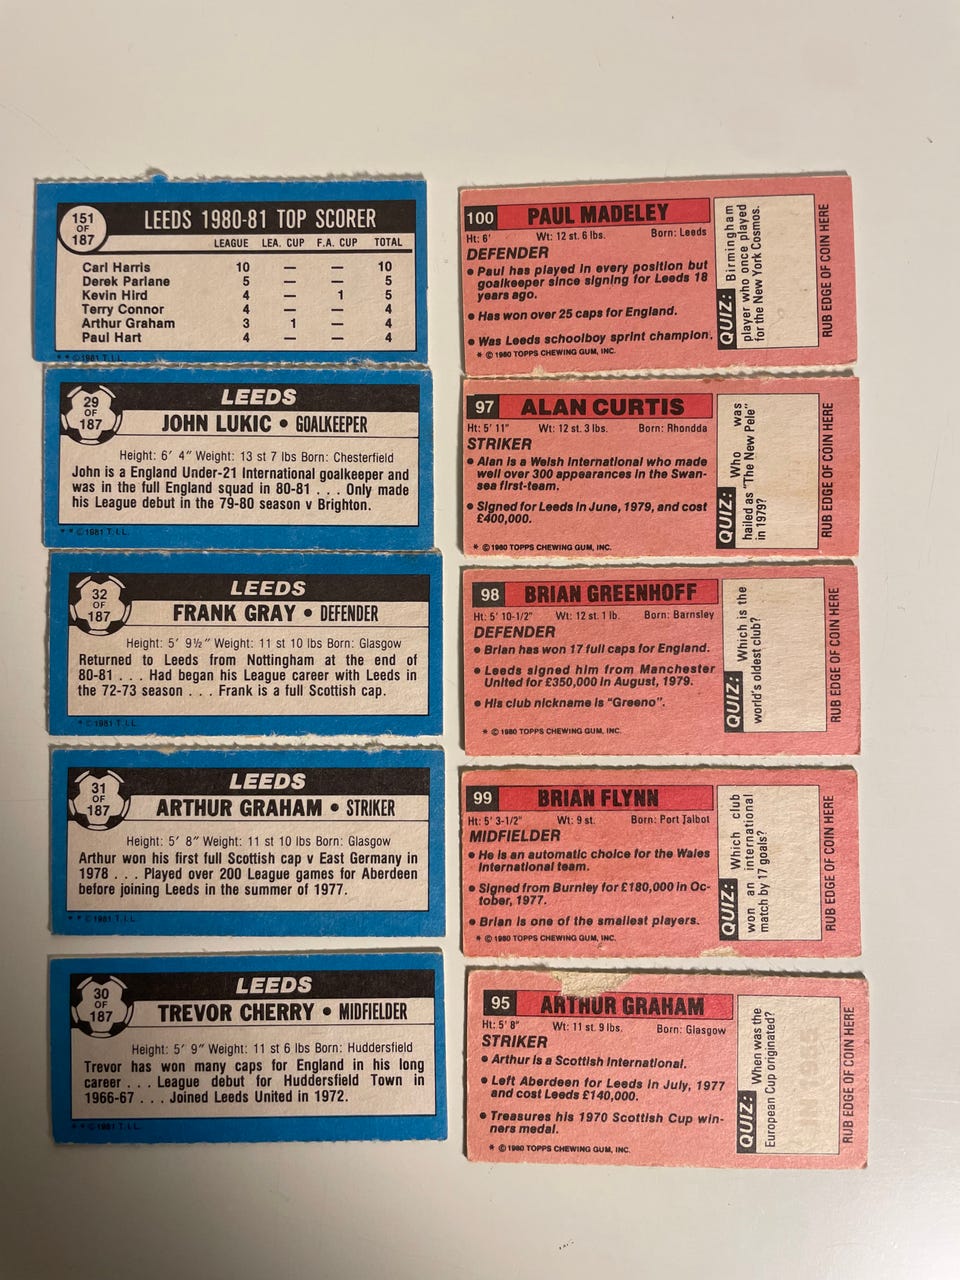 151
OF
187
LEEDS 1980-81 TOP SCORER
LEAGUE LEA. CUP F.A. CUP TOTAL
Carl Harris 10 — — 10
Derek Parlane 5 — — 5
Kevin Hird 4 — 1 5
Terry Connor 4 — — 4
Arthur Graham 3 1 — 4
Paul Hart 4 — — 4
* * © 1981 T.I.L.
29
OF
187
LEEDS
JOHN LUKIC • GOALKEEPER
Height: 6′ 4″ Weight: 13 st 7 lbs Born: Chesterfield
John is a England Under-21 International goalkeeper and
was in the full England squad in 80-81 . . . Only made
his League debut in the 79-80 season v Brighton.
* * © 1981 T.I.L.
32
OF
187
LEEDS
FRANK GRAY • DEFENDER
Height: 5′ 9½″ Weight: 11 st 10 lbs Born: Glasgow
Returned to Leeds from Nottingham at the end of
80-81 . . . Had began his League career with Leeds in
the 72-73 season . . . Frank is a full Scottish cap.
* © 1981 T.I.L.
31
OF
187
LEEDS
ARTHUR GRAHAM • STRIKER
Height: 5′ 8″ Weight: 11 st 10 lbs Born: Glasgow
Arthur won his first full Scottish cap v East Germany in
1978 . . . Played over 200 League games for Aberdeen
before joining Leeds in the summer of 1977.
* * © 1981 T.I.L.
30
OF
187
LEEDS
TREVOR CHERRY • MIDFIELDER
Height: 5′ 9″ Weight: 11 st 6 lbs Born: Huddersfield
Trevor has won many caps for England in his long
career . . . League debut for Huddersfield Town in
1966-67 . . . Joined Leeds United in 1972.
* * © 1981 T.I.L.
100 PAUL MADELEY
Ht: 6′ Wt: 12 st. 6 lbs. Born: Leeds
DEFENDER
• Paul has played in every position but
goalkeeper since signing for Leeds 18
years ago.
• Has won over 25 caps for England.
• Was Leeds schoolboy sprint champion.
* © 1980 TOPPS CHEWING GUM, INC.
QUIZ: Birmingham
player who once played
for the New York Cosmos.
RUB EDGE OF COIN HERE
97 ALAN CURTIS
Ht: 5′ 11″ Wt: 12 st. 3 lbs. Born: Rhondda
STRIKER
• Alan is a Welsh International who made
well over 300 appearances in the Swan-
sea first-team.
• Signed for Leeds in June, 1979, and cost
£400,000.
* © 1980 TOPPS CHEWING GUM, INC.
QUIZ: Who was
hailed as "The New Pele"
in 1979?
RUB EDGE OF COIN HERE
98 BRIAN GREENHOFF
Ht: 5′ 10-1/2″ Wt: 12 st. 1 lb. Born: Barnsley
DEFENDER
• Brian has won 17 full caps for England.
• Leeds signed him from Manchester
United for £350,000 in August, 1979.
• His club nickname is "Greeno".
* © 1980 TOPPS CHEWING GUM, INC.
QUIZ: Which is the
world's oldest club?
RUB EDGE OF COIN HERE
99 BRIAN FLYNN
Ht: 5′ 3-1/2″ Wt: 9 st. Born: Port Talbot
MIDFIELDER
• He is an automatic choice for the Wales
International team.
• Signed from Burnley for £180,000 in Oc-
tober, 1977.
• Brian is one of the smallest players.
* © 1980 TOPPS CHEWING GUM, INC.
QUIZ: Which club
won an international
match by 17 goals?
RUB EDGE OF COIN HERE
95 ARTHUR GRAHAM
Ht: 5′ 8″ Wt: 11 st. 9 lbs. Born: Glasgow
STRIKER
• Arthur is a Scottish International.
• Left Aberdeen for Leeds in July, 1977
and cost Leeds £140,000.
• Treasures his 1970 Scottish Cup win-
ners medal.
* © 1980 TOPPS CHEWING GUM, INC.
QUIZ: When was the
European Cup originated?
RUB EDGE OF COIN HERE